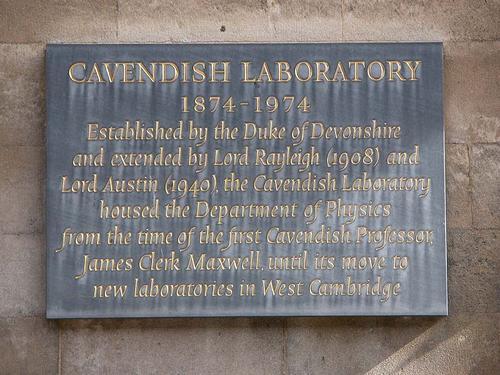 CAVENDISH LABORATORY
1874-1974
Established by the Duke of Devonshire
and extended by Lord Rayleigh (1908) and
Lord Austin (1940), the Cavendish Laboratory
housed the Department of Physics
from the time of the first Cavendish Professor,
James Clerk Maxwell, until its move to
new laboratories in West Cambridge